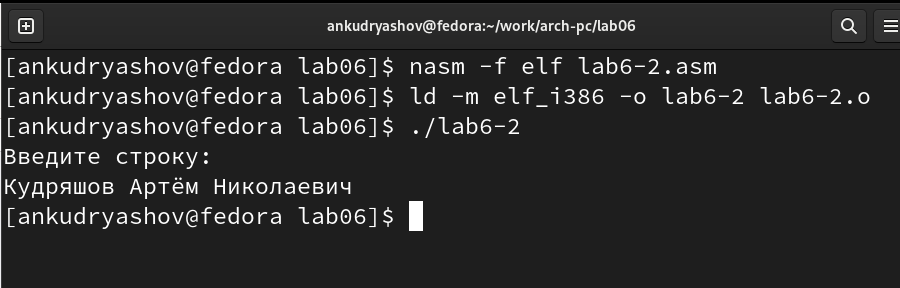 ankudryashov@fedora:~/work/arch-pc/lab06
[ankudryashov@fedora lab06]$ nasm -f elf lab6-2.asm
[ankudryashov@fedora lab06]$ ld -m elf_i386 -o lab6-2 lab6-2.o
[ankudryashov@fedora lab06]$ ./lab6-2
Введите строку:
Кудряшов Артём Николаевич
[ankudryashov@fedora lab06]$